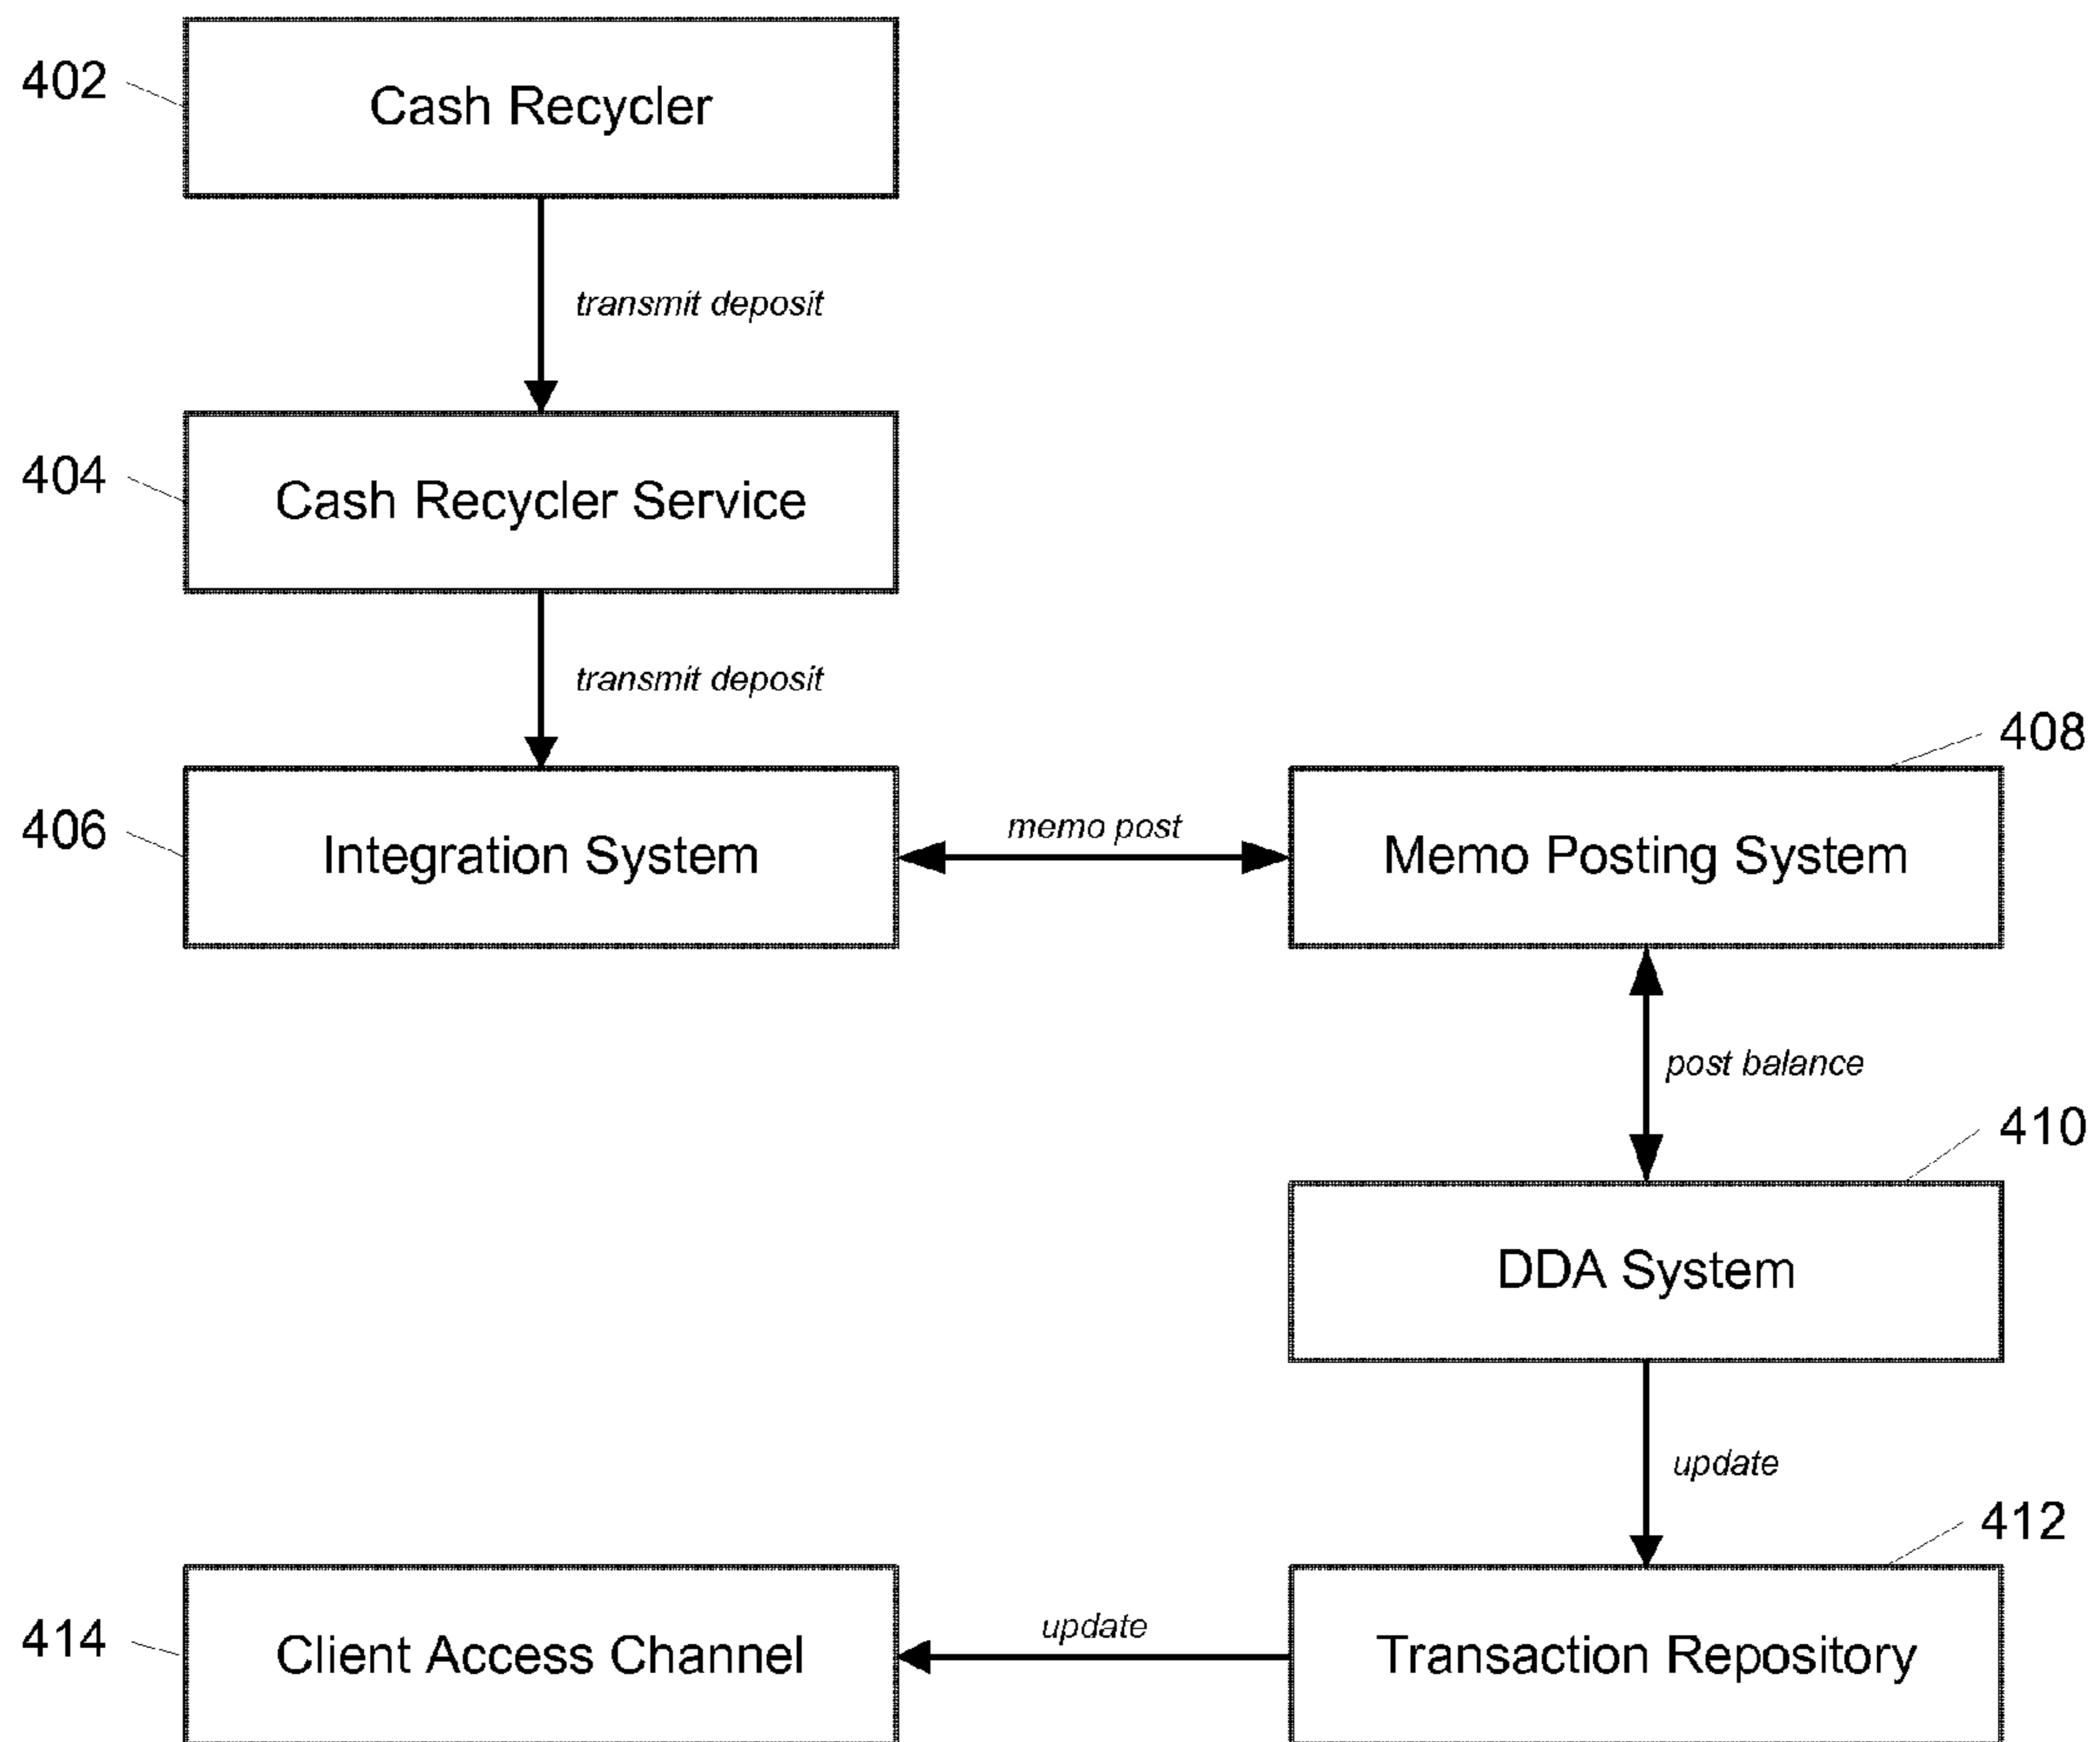 402
Cash Recycler
transmit deposit
404
Cash Recycler Service
transmit deposit
408
406
Integration System
memo post
Memo Posting System
post balance
410
DDA System
update
412
414
Client Access Channel
update
Transaction Repository